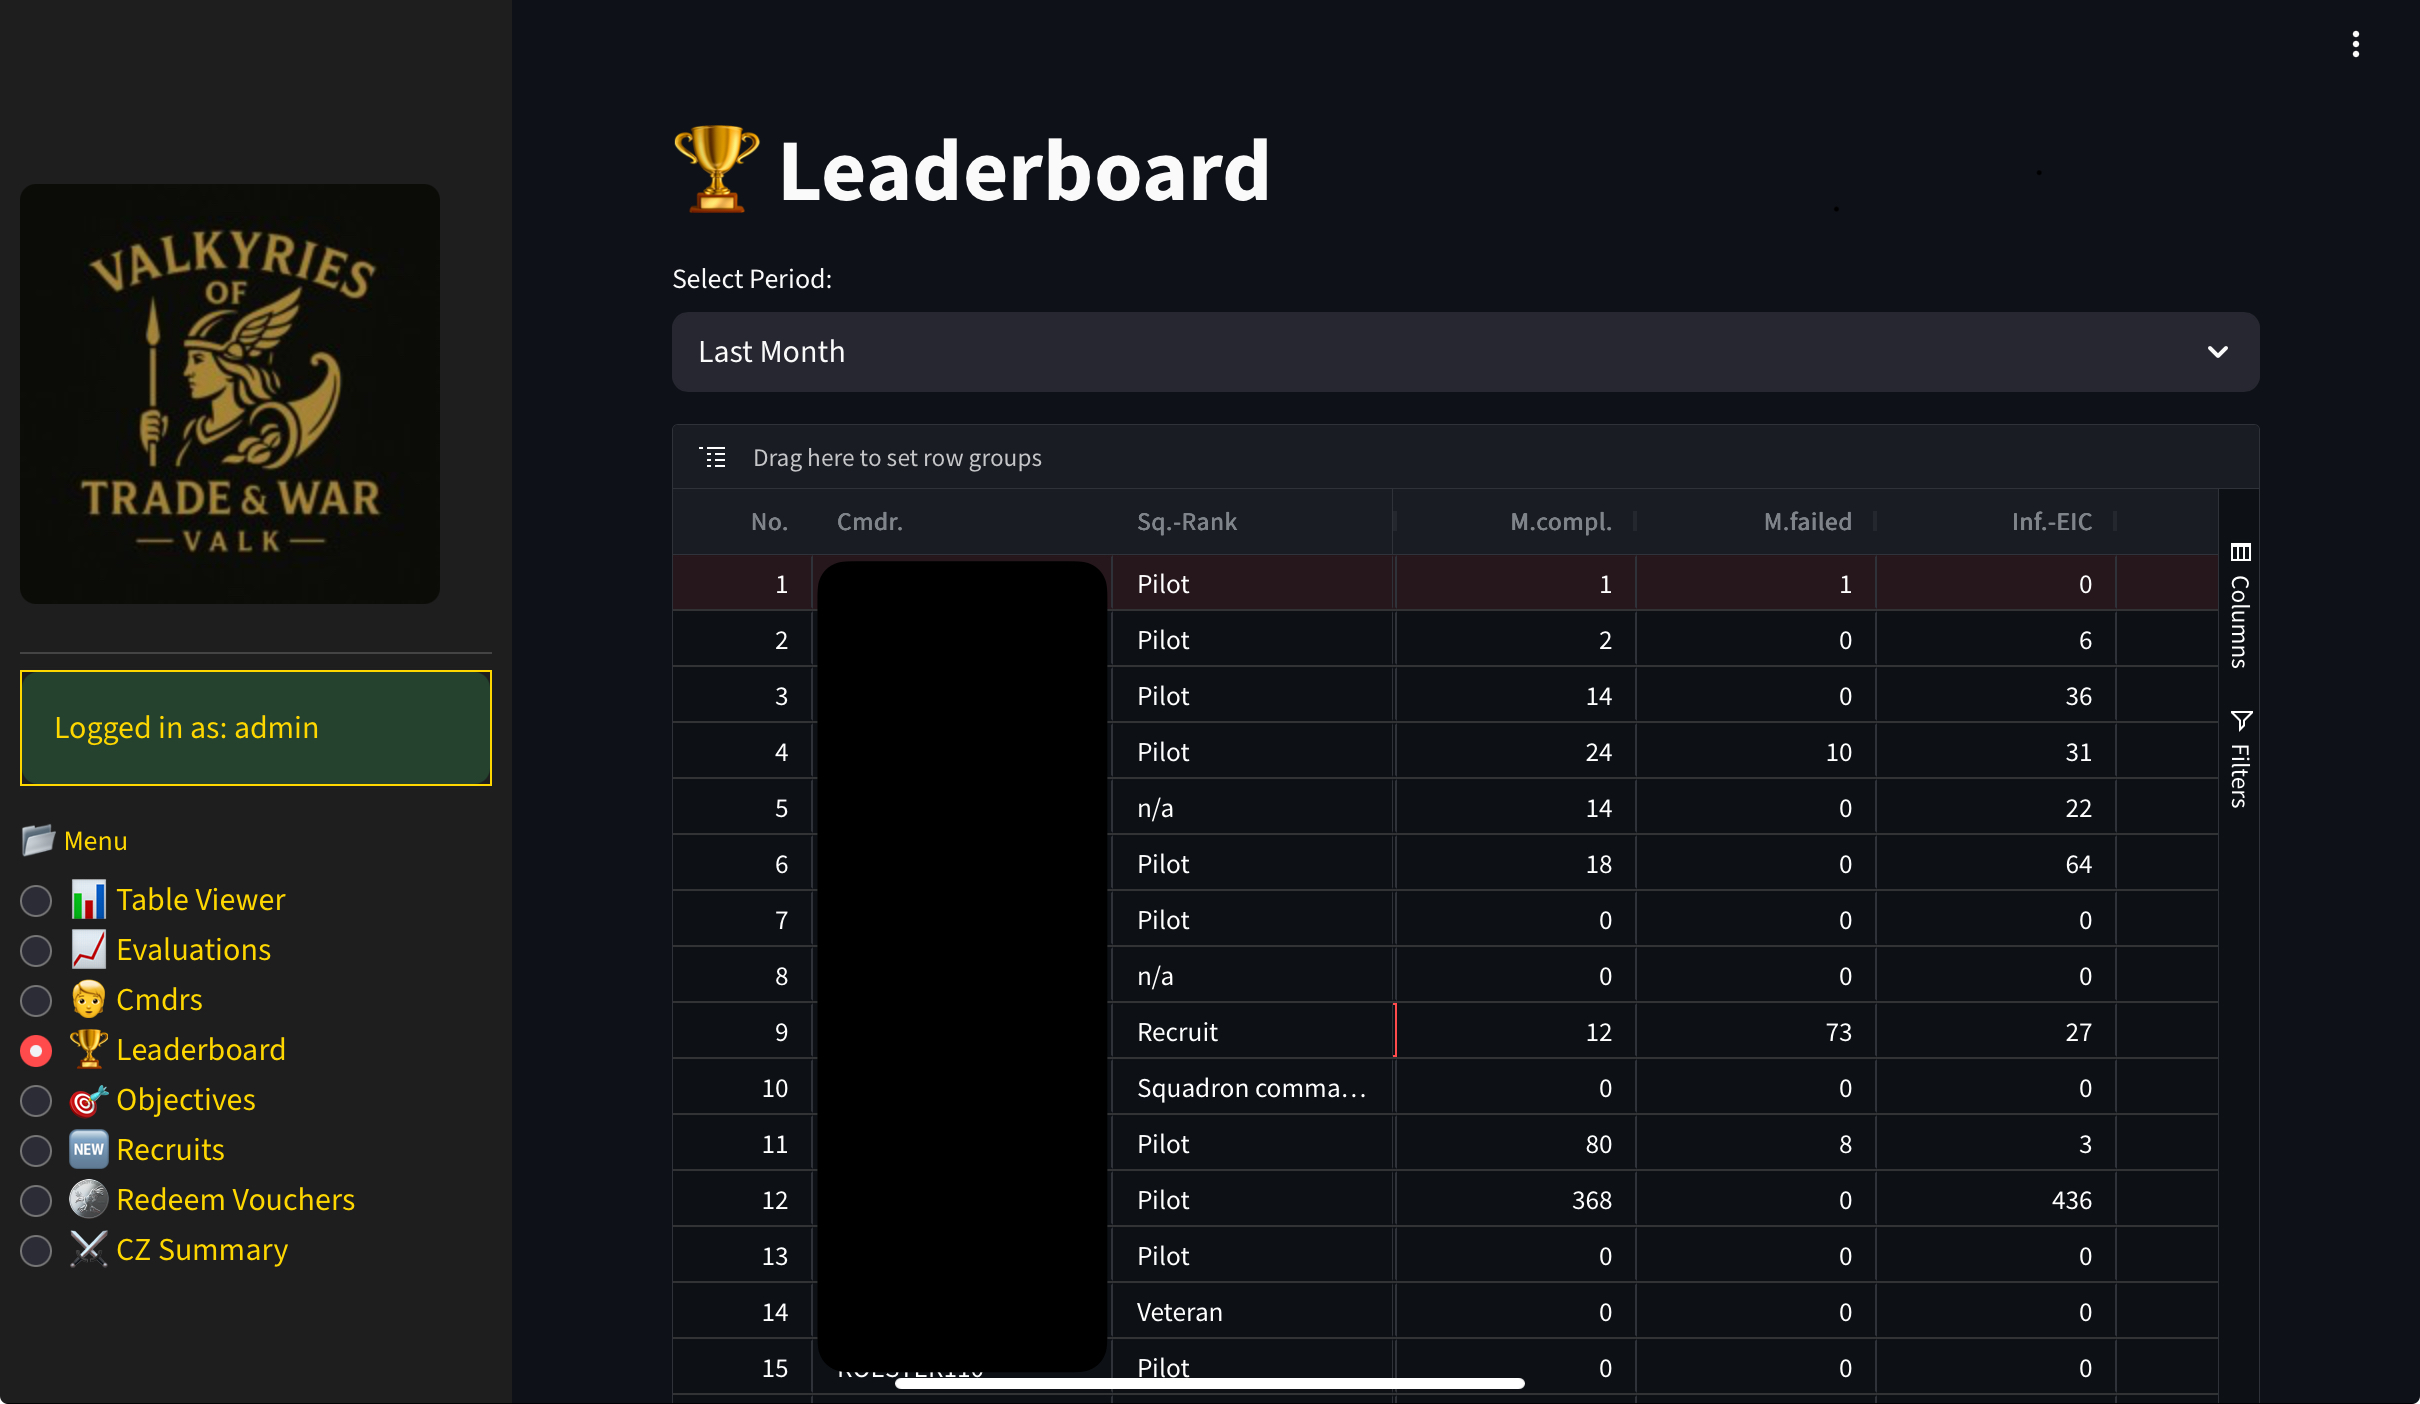 VALKYRIES
OF
TRADE & WAR
VALK
Logged in as: admin
Menu
Table Viewer
Evaluations
Cmdrs
Leaderboard
Objectives
NEW Recruits
Redeem Vouchers
CZ Summary
Leaderboard
Select Period:
Last Month
Drag here to set row groups
No. Cmdr. Sq.-Rank M.compl. M.failed Inf.-EIC
1 Pilot 1 1 0
2 Pilot 2 0 6
3 Pilot 14 0 36
4 Pilot 24 10 31
5 n/a 14 0 22
6 Pilot 18 0 64
7 Pilot 0 0 0
8 n/a 0 0 0
9 Recruit 12 73 27
10 Squadron comma... 0 0 0
11 Pilot 80 8 3
12 Pilot 368 0 436
13 Pilot 0 0 0
14 Veteran 0 0 0
15 Pilot 0 0 0
Columns
Filters